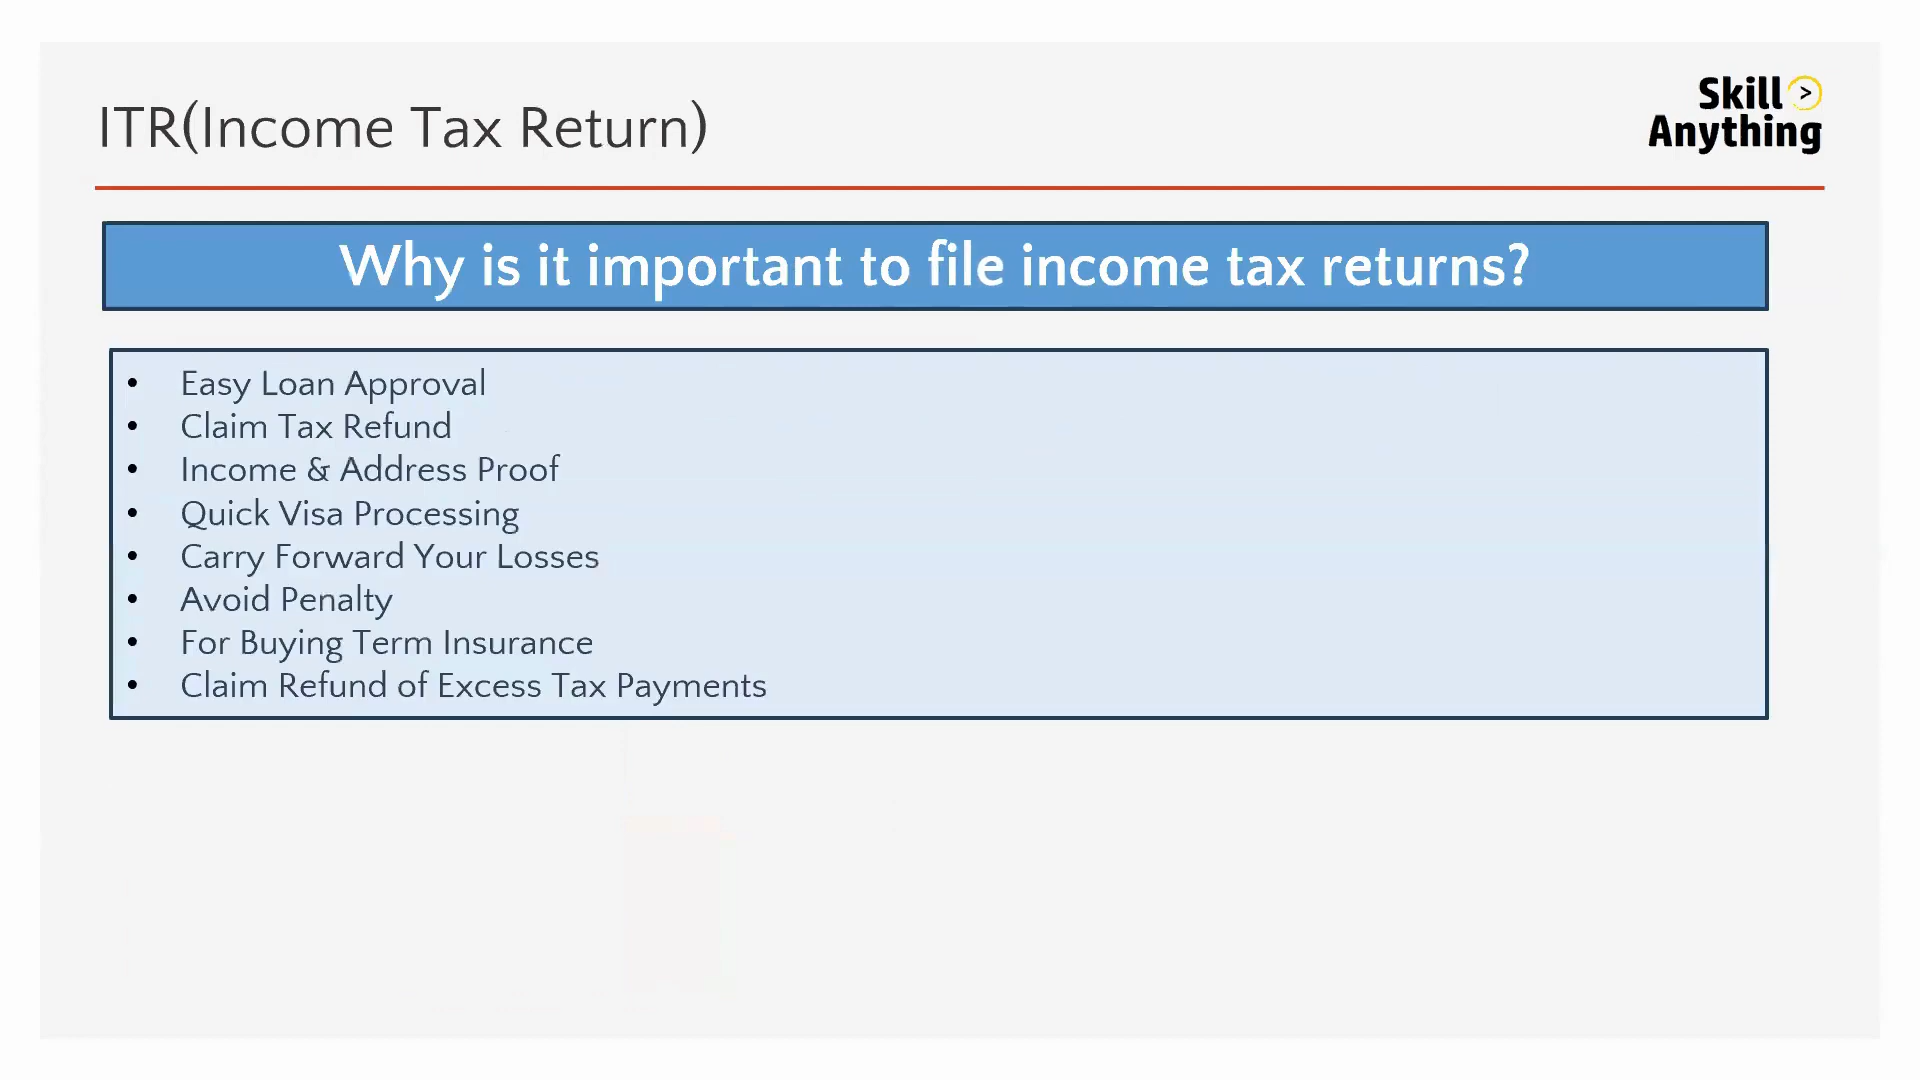 ITR(Income Tax Return)
Skill >
Anything
Why is it important to file income tax returns?
• Easy Loan Approval
• Claim Tax Refund
• Income & Address Proof
• Quick Visa Processing
• Carry Forward Your Losses
• Avoid Penalty
• For Buying Term Insurance
• Claim Refund of Excess Tax Payments